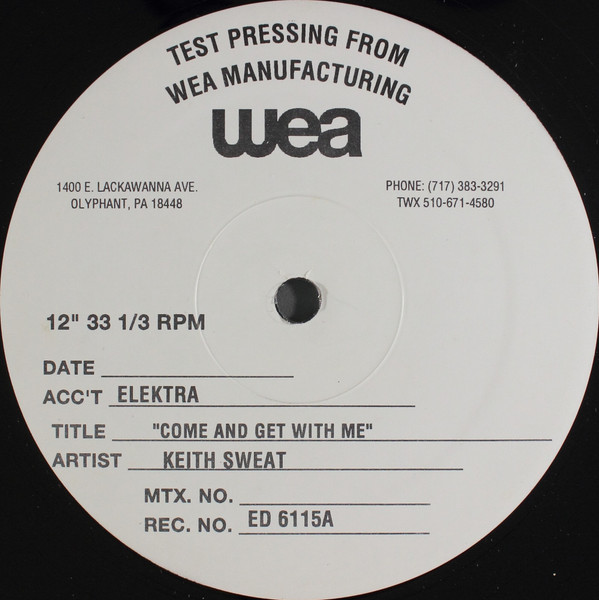 TEST PRESSING FROM
WEA MANUFACTURING
wea
1400 E. LACKAWANNA AVE.
OLYPHANT, PA 18448
PHONE: (717) 383-3291
TWX 510-671-4580
12" 33 1/3 RPM
DATE
ACC'T ELEKTRA
TITLE "COME AND GET WITH ME"
ARTIST KEITH SWEAT
MTX. NO.
REC. NO. ED 6115A